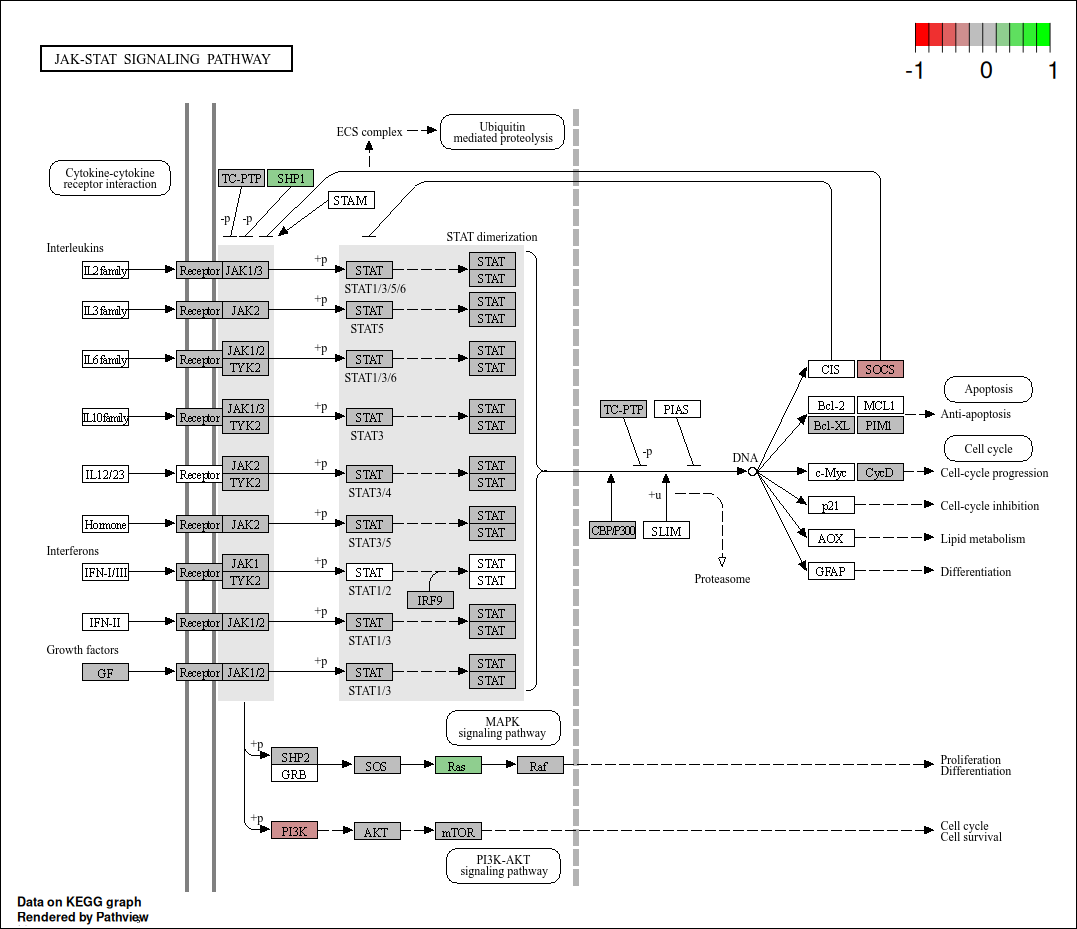 JAK-STAT SIGNALING PATHWAY
-1 0 1
ECS complex
Ubiquitin
mediated proteolysis
Cytokine-cytokine
receptor interaction
TC-PTP SHP1
STAM
-p -p
STAT dimerization
Interleukins
IL2 family Receptor JAK1/3 +p STAT STAT
STAT
STAT1/3/5/6
IL3 family Receptor JAK2 +p STAT STAT
STAT
STAT5
IL6 family Receptor JAK1/2 +p STAT STAT
TYK2 STAT
STAT1/3/6
CIS SOCS
Apoptosis
IL10 family Receptor JAK1/3 +p STAT STAT
TYK2 STAT
STAT3
TC-PTP PIAS
Bcl-2 MCL1
Bcl-XL PIM1
Anti-apoptosis
-p
DNA
Cell cycle
IL12/23 Receptor JAK2 +p STAT STAT
TYK2 STAT
STAT3/4
c-Myc CycD Cell-cycle progression
+u
p21 Cell-cycle inhibition
Hormone Receptor JAK2 +p STAT STAT
STAT
STAT3/5
CBP/P300 SLIM
AOX Lipid metabolism
Interferons
IFN-I/III Receptor JAK1 +p STAT STAT
TYK2 STAT
STAT1/2
IRF9
Proteasome
GFAP Differentiation
IFN-II Receptor JAK1/2 +p STAT STAT
STAT
STAT1/3
Growth factors
GF Receptor JAK1/2 +p STAT STAT
STAT
STAT1/3
MAPK
signaling pathway
+p
SHP2
GRB
SOS Ras Raf
Proliferation
Differentiation
+p
PI3K AKT mTOR
Cell cycle
Cell survival
PI3K-AKT
signaling pathway
Data on KEGG graph
Rendered by Pathview